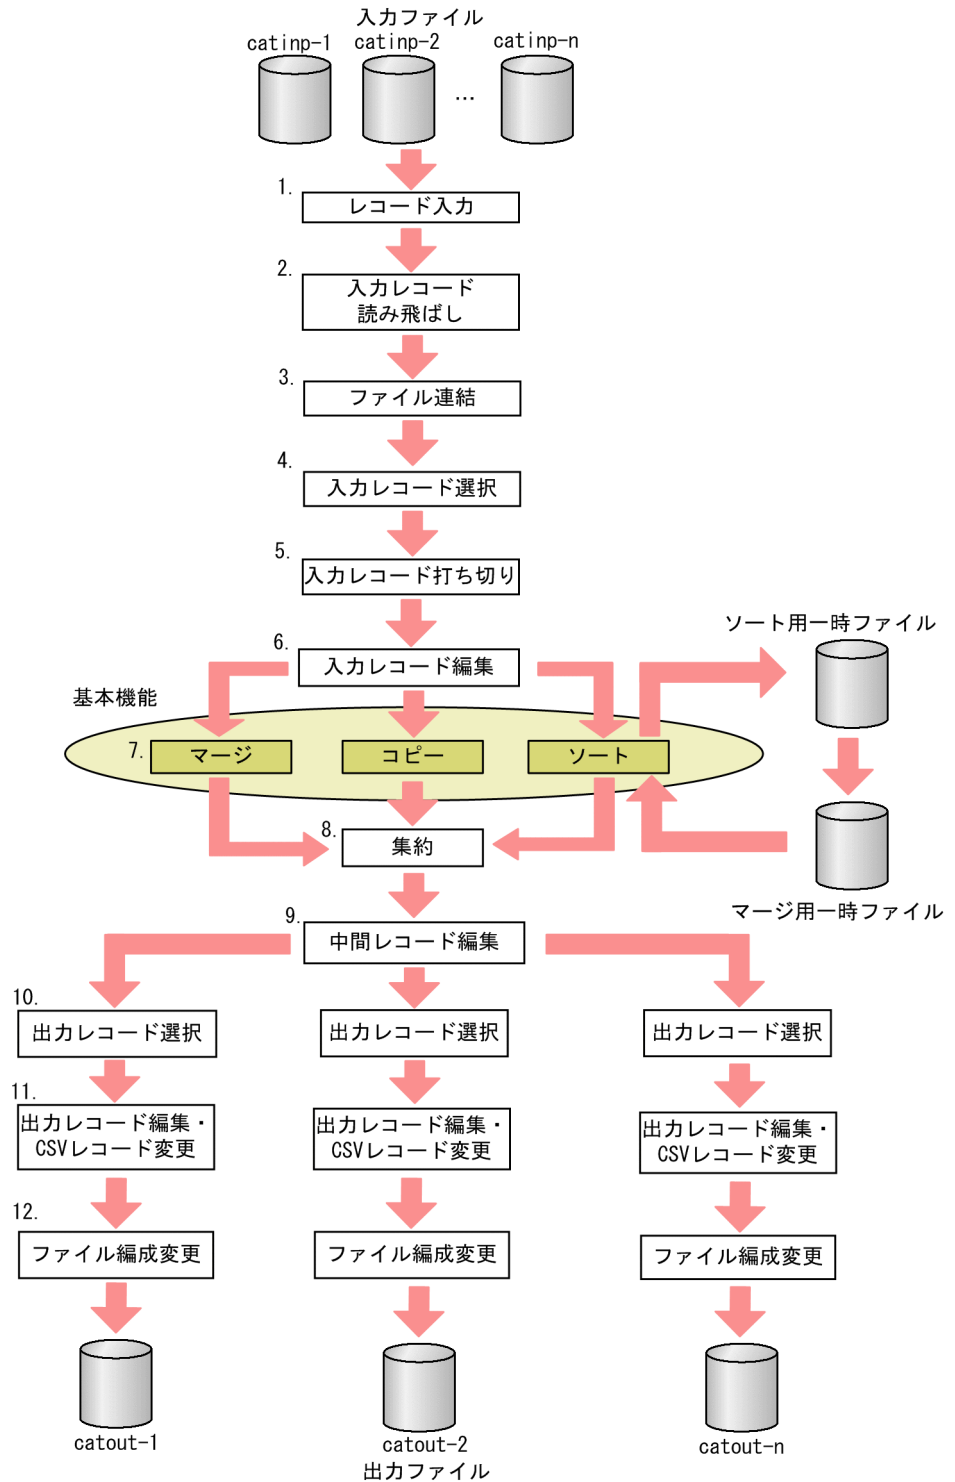 入力ファイル
catinp-1
catinp-2
catinp-n
…
1.
レコード入力
2.
入力レコード
読み飛ばし
3.
ファイル連結
4.
入力レコード選択
5.
入力レコード打ち切り
6.
入力レコード編集
ソート用一時ファイル
基本機能
7.
マージ
コピー
ソート
8.
集約
マージ用一時ファイル
9.
中間レコード編集
10.
出力レコード選択
出力レコード選択
出力レコード選択
11.
出力レコード編集・
CSVレコード変更
出力レコード編集・
CSVレコード変更
出力レコード編集・
CSVレコード変更
12.
ファイル編成変更
ファイル編成変更
ファイル編成変更
catout-1
catout-2
catout-n
出力ファイル